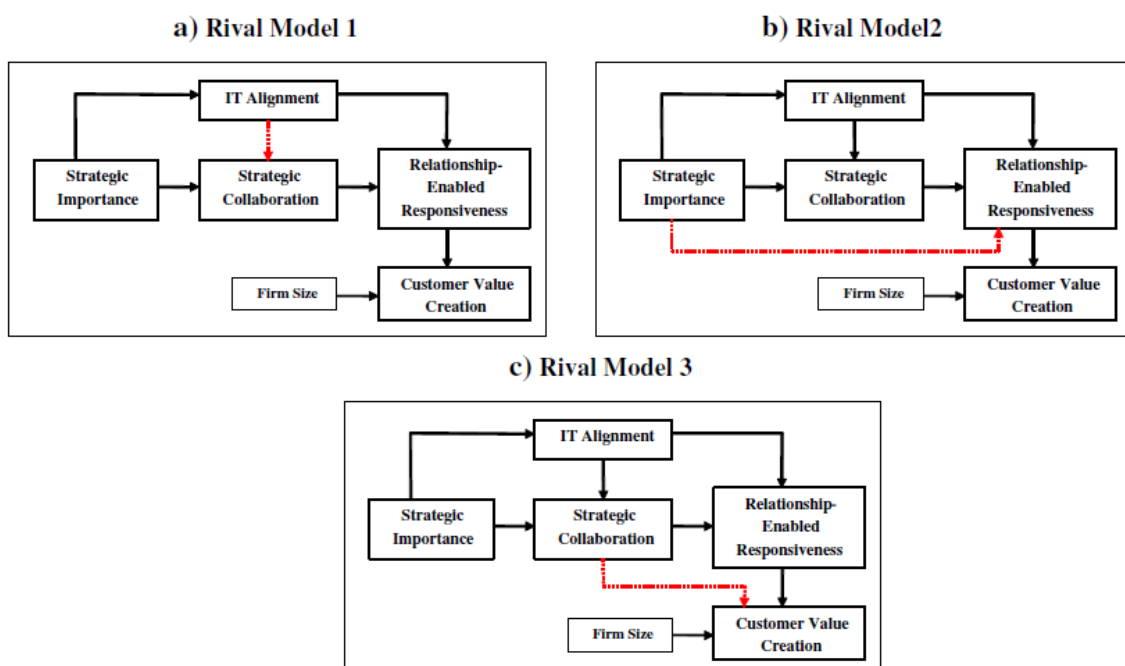 a) Rival Model 1
IT Alignment
Strategic
Importance
Strategic
Collaboration
Relationship-
Enabled
Responsiveness
Firm Size
Customer Value
Creation
b) Rival Model2
IT Alignment
Strategic
Importance
Strategic
Collaboration
Relationship-
Enabled
Responsiveness
Firm Size
Customer Value
Creation
c) Rival Model 3
IT Alignment
Strategic
Importance
Strategic
Collaboration
Relationship-
Enabled
Responsiveness
Firm Size
Customer Value
Creation